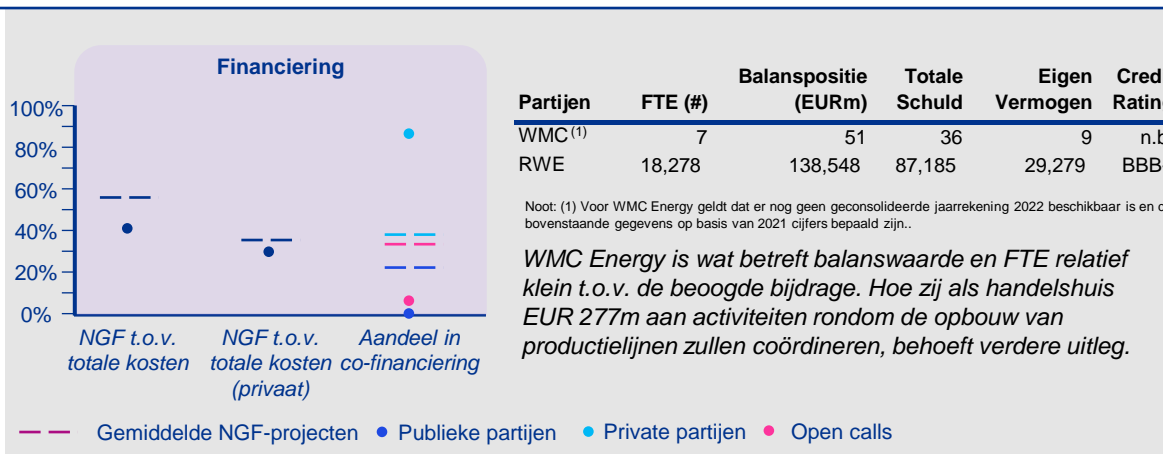 Financiering
100%
80%
60%
40%
20%
0%
NGF t.o.v. totale kosten
NGF t.o.v. totale kosten (privaat)
Aandeel in co-financiering
Gemiddelde NGF-projecten Publieke partijen Private partijen Open calls
Balanspositie Totale Eigen
Partijen FTE (#) (EURm) Schuld Vermogen
WMC (1) 7 51 36 9
RWE 18,278 138,548 87,185 29,279
Noot: (1) Voor WMC Energy geldt dat er nog geen geconsolideerde jaarrekening 2022 beschikbaar is en
bovenstaande gegevens op basis van 2021 cijfers bepaald zijn..
WMC Energy is wat betreft balanswaarde en FTE relatief
klein t.o.v. de beoogde bijdrage. Hoe zij als handelshuis
EUR 277m aan activiteiten rondom de opbouw van
productielijnen zullen coördineren, behoeft verdere uitleg.